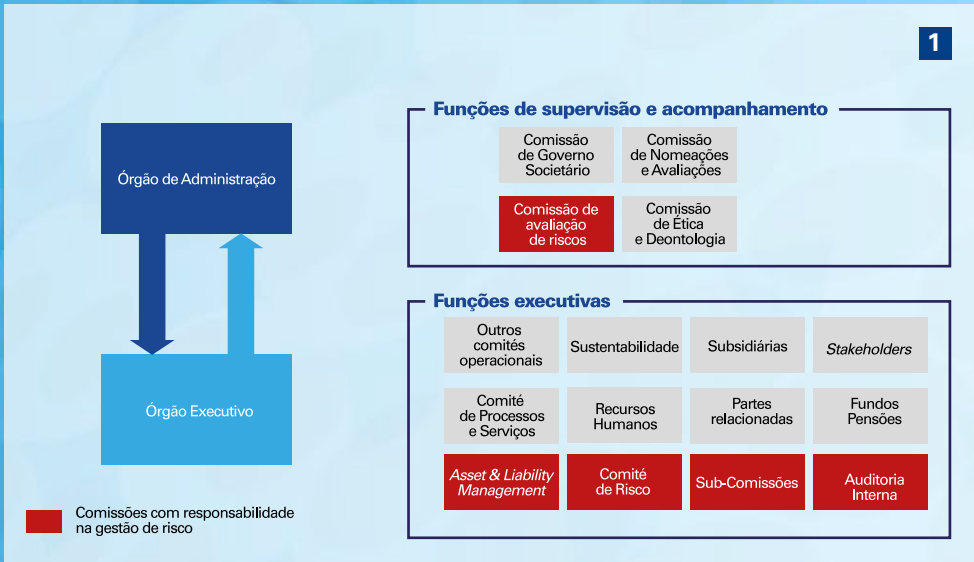 1
Órgão de Administração
Órgão Executivo
Comissões com responsabilidade
na gestão de risco
Funções de supervisão e acompanhamento
Comissão
de Governo
Societário
Comissão
de Nomeações
e Avaliações
Comissão de
avaliação
de riscos
Comissão
de Ética
e Deontologia
Funções executivas
Outros
comités
operacionais
Sustentabilidade
Subsidiárias
Stakeholders
Comité
de Processos
e Serviços
Recursos
Humanos
Partes
relacionadas
Fundos
Pensões
Asset & Liability
Management
Comité
de Risco
Sub-Comissões
Auditoria
Interna